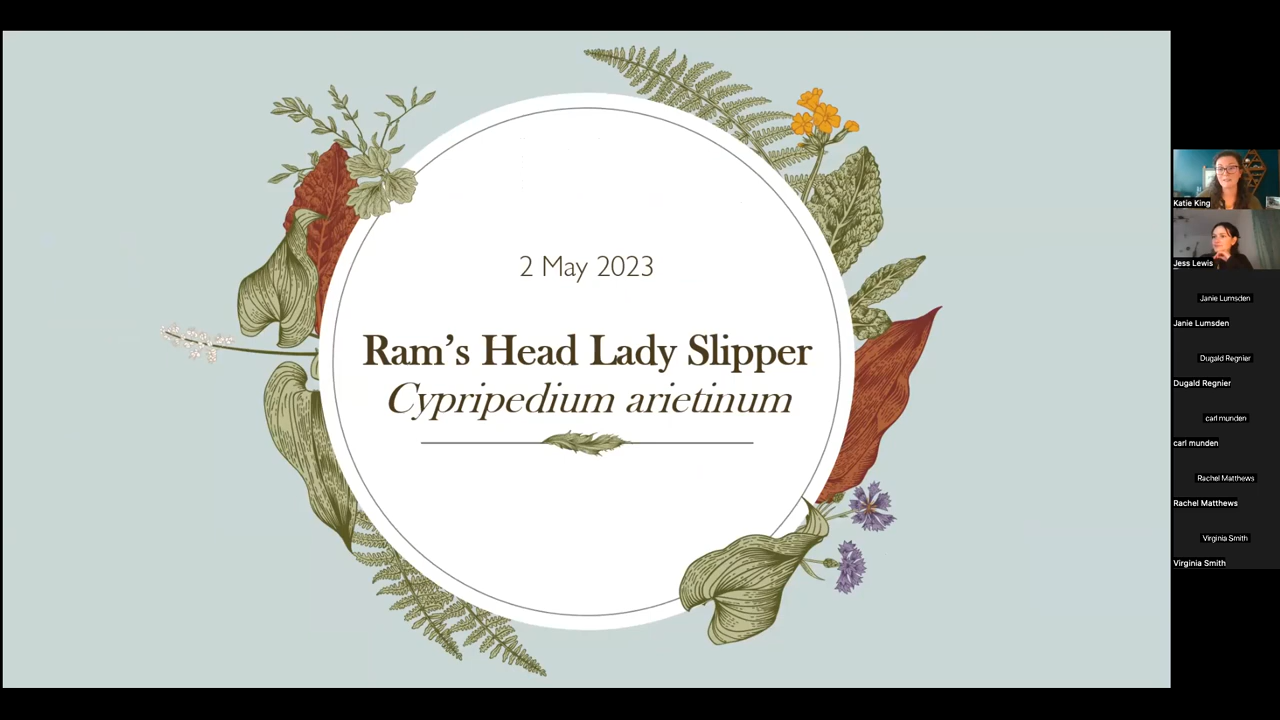 2 May 2023
Ram's Head Lady Slipper
Cypripedium arietinum
Katie King
Jess Lewis
Janie Lumsden
Janie Lumsden
Dugald Regnier
Dugald Regnier
carl munden
carl munden
Rachel Matthews
Rachel Matthews
Virginia Smith
Virginia Smith